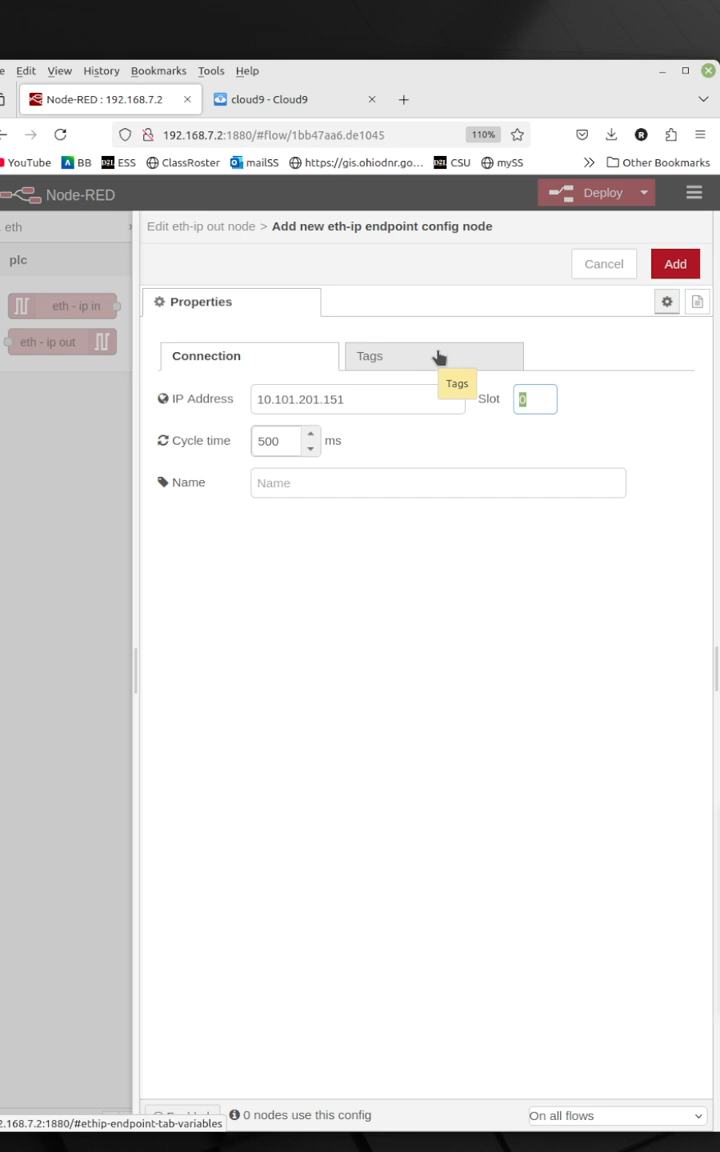 Edit View History Bookmarks Tools Help
Node-RED : 192.168.7.2 × cloud9 - Cloud9 × +
192.168.7.2:1880/#flow/1bb47aa6.de1045 110%
YouTube BB ESS ClassRoster mailSS https://gis.ohiodnr.go... CSU mySS » Other Bookmarks
Node-RED Deploy
eth
Edit eth-ip out node > Add new eth-ip endpoint config node
plc
Cancel Add
Properties
eth - ip in
eth - ip out
Connection Tags
Tags
IP Address 10.101.201.151 Slot 0
Cycle time 500 ms
Name Name
0 nodes use this config On all flows
2.168.7.2:1880/#ethip-endpoint-tab-variables